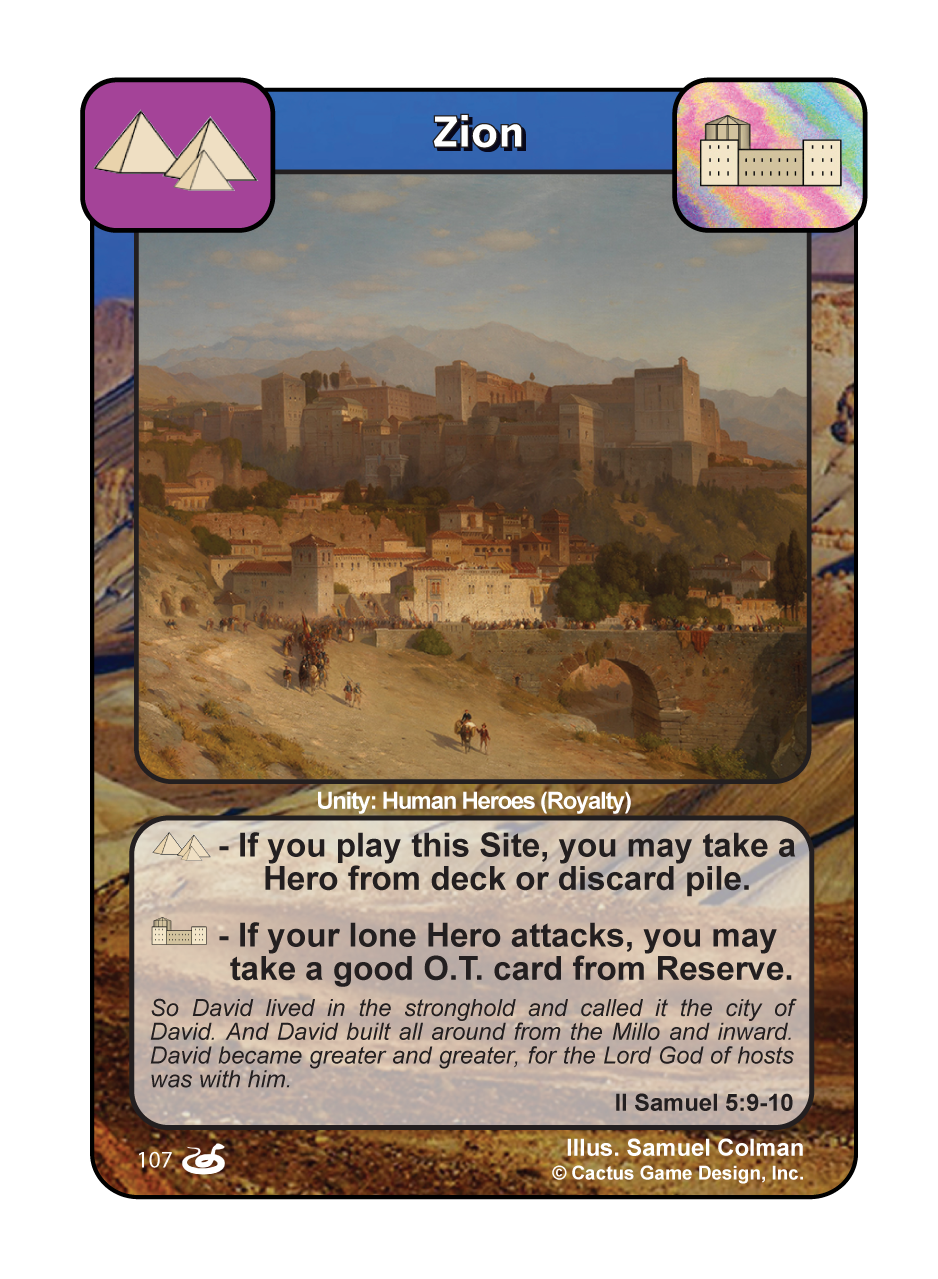 Zion
Unity: Human Heroes (Royalty)
- If you play this Site, you may take a
Hero from deck or discard pile.
- If your lone Hero attacks, you may
take a good O.T. card from Reserve.
So David lived in the stronghold and called it the city of
David. And David built all around from the Millo and inward.
David became greater and greater, for the Lord God of hosts
was with him.
II Samuel 5:9-10
107
Illus. Samuel Colman
© Cactus Game Design, Inc.